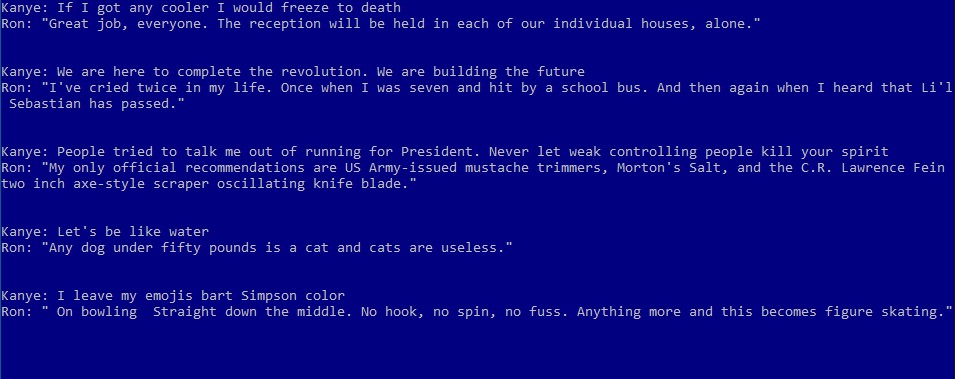 Kanye: If I got any cooler I would freeze to death
Ron: "Great job, everyone. The reception will be held in each of our individual houses, alone."
Kanye: We are here to complete the revolution. We are building the future
Ron: "I've cried twice in my life. Once when I was seven and hit by a school bus. And then again when I heard that Li'l
Sebastian has passed."
Kanye: People tried to talk me out of running for President. Never let weak controlling people kill your spirit
Ron: "My only official recommendations are US Army-issued mustache trimmers, Morton's Salt, and the C.R. Lawrence Fein
two inch axe-style scraper oscillating knife blade."
Kanye: Let's be like water
Ron: "Any dog under fifty pounds is a cat and cats are useless."
Kanye: I leave my emojis bart Simpson color
Ron: " On bowling  Straight down the middle. No hook, no spin, no fuss. Anything more and this becomes figure skating."